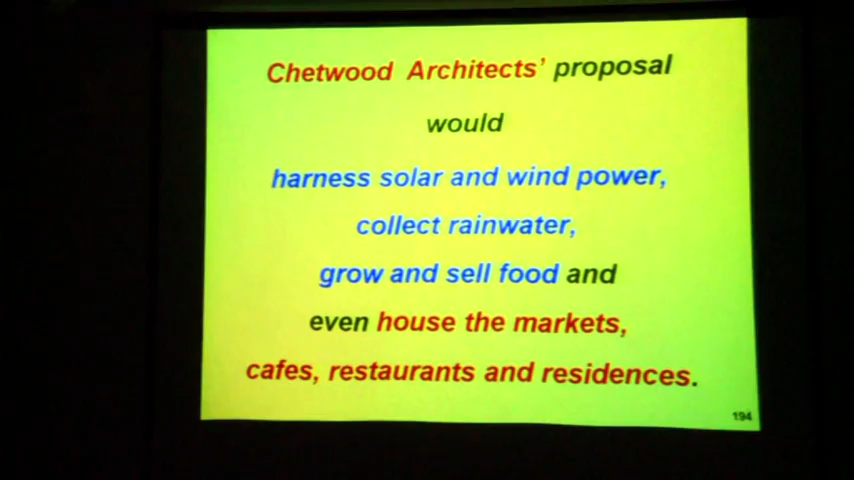 Chetwood Architects' proposal
would
harness solar and wind power,
collect rainwater,
grow and sell food and
even house the markets,
cafes, restaurants and residences.
194